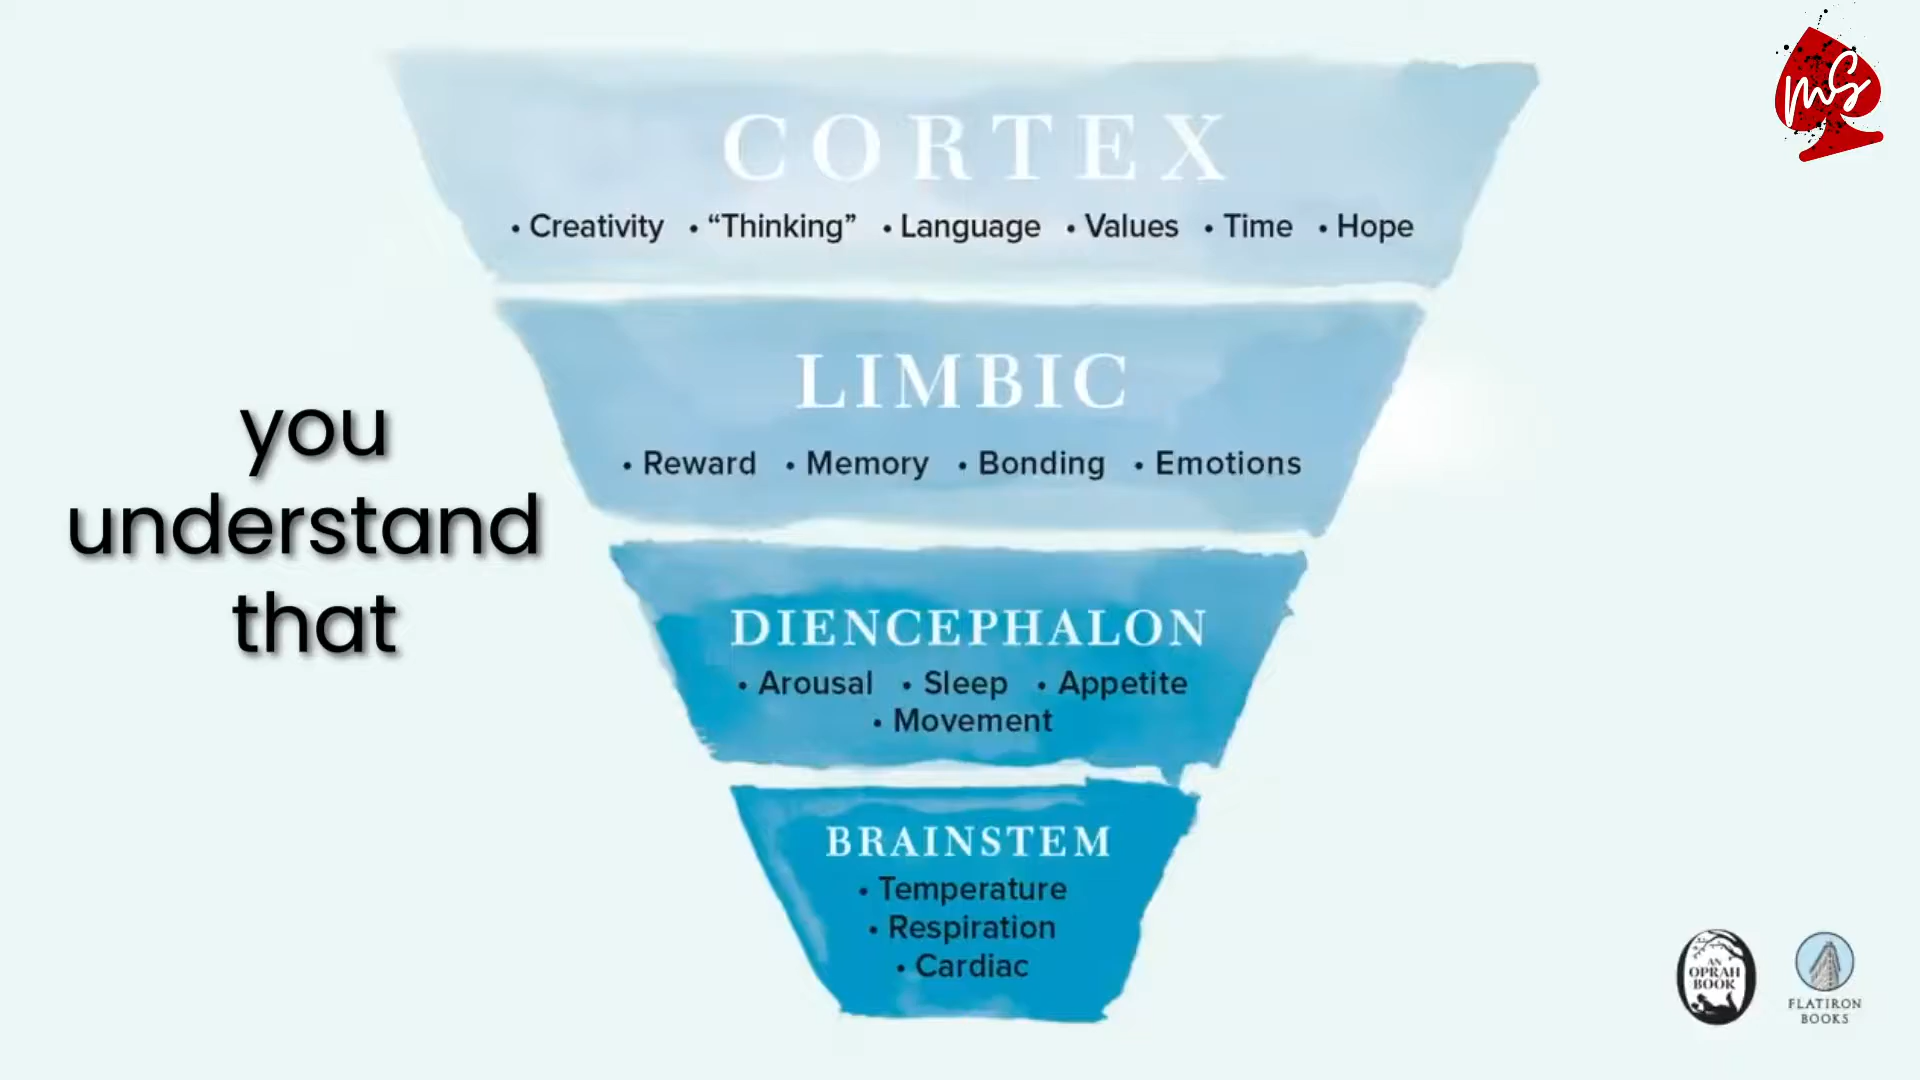 CORTEX
• Creativity • “Thinking” • Language • Values • Time • Hope
LIMBIC
• Reward • Memory • Bonding • Emotions
you
understand
that
DIENCEPHALON
• Arousal • Sleep • Appetite
• Movement
BRAINSTEM
• Temperature
• Respiration
• Cardiac
MS
AN
OPRAH
BOOK
FLATIRON
BOOKS